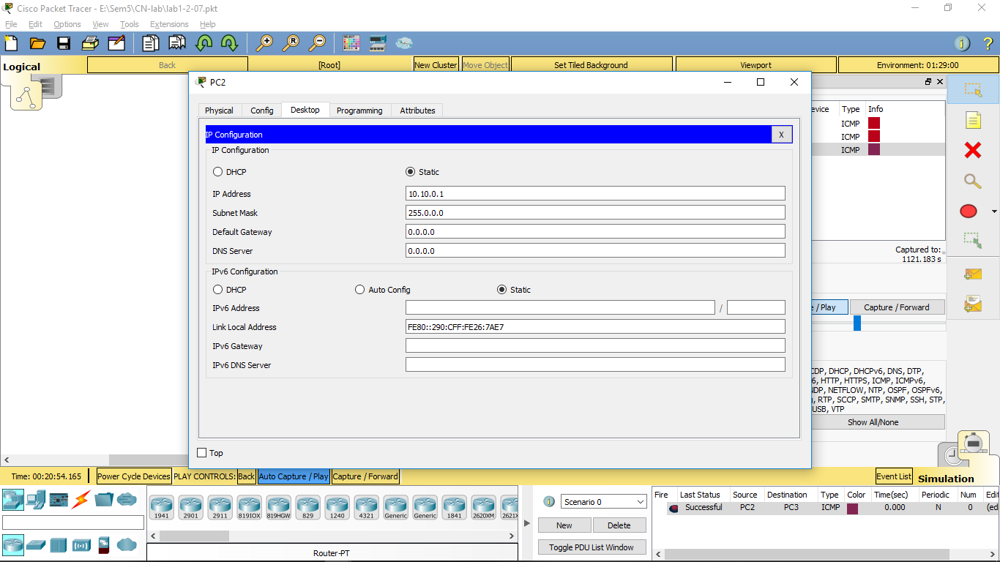 Cisco Packet Tracer - E:\Sem5\CN-lab\lab1-2-07.pkt
File Edit Options View Tools Extensions Help
Logical Back [Root] New Cluster Move Object Set Tiled Background Viewport Environment: 01:29:00
PC2
Physical Config Desktop Programming Attributes
IP Configuration X
IP Configuration
DHCP Static
IP Address 10.10.0.1
Subnet Mask 255.0.0.0
Default Gateway 0.0.0.0
DNS Server 0.0.0.0
IPv6 Configuration
DHCP Auto Config Static
IPv6 Address /
Link Local Address FE80::290:CFF:FE26:7AE7
IPv6 Gateway
IPv6 DNS Server
Top
evice Type Info
ICMP
ICMP
ICMP
Captured to:
1121.183 s
e / Play Capture / Forward
CDP, DHCP, DHCPv6, DNS, DTP,
6, HTTP, HTTPS, ICMP, ICMPv6,
NDP, NETFLOW, NTP, OSPF, OSPFv6,
, RTP, SCCP, SMTP, SNMP, SSH, STP,
USB, VTP
Show All/None
Time: 00:20:54.165 Power Cycle Devices PLAY CONTROLS: Back Auto Capture / Play Capture / Forward Event List Simulation
1941 2901 2911 819IOX 819HGW 829 1240 4321 Generic Generic 1841 2620XM 2621X
Router-PT
Scenario 0
New Delete
Toggle PDU List Window
Fire Last Status Source Destination Type Color Time(sec) Periodic Num Edit
Successful PC2 PC3 ICMP 0.000 N 0 (ed